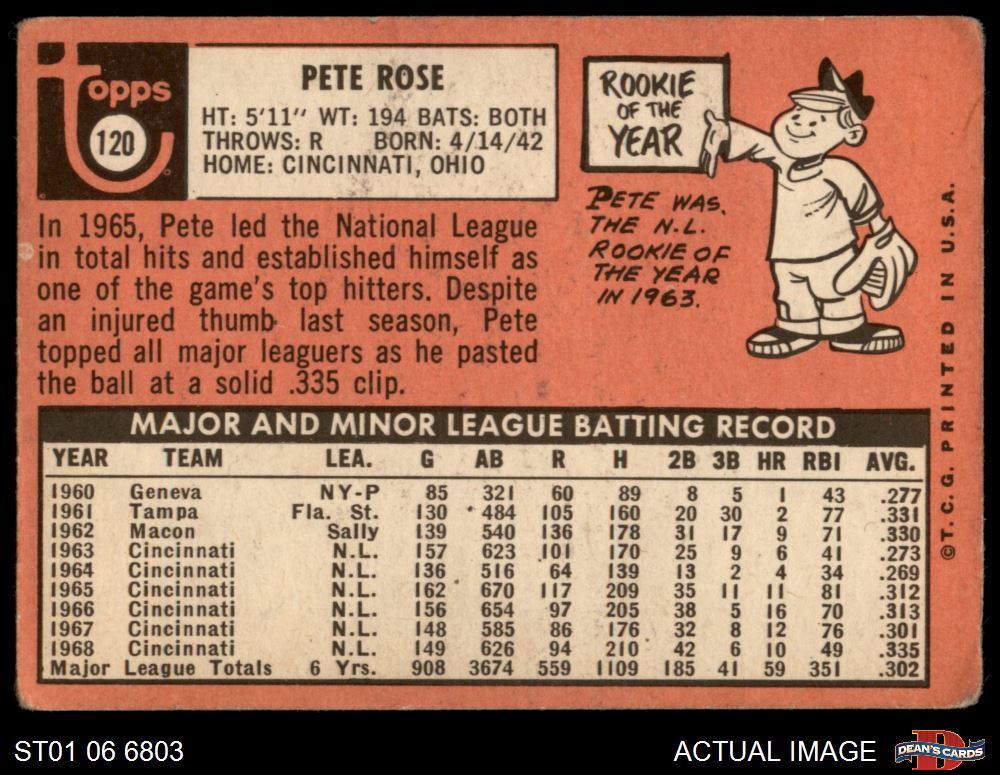 topps
120
PETE ROSE
HT: 5'11" WT: 194 BATS: BOTH
THROWS: R BORN: 4/14/42
HOME: CINCINNATI, OHIO
In 1965, Pete led the National League
in total hits and established himself as
one of the game's top hitters. Despite
an injured thumb last season, Pete
topped all major leaguers as he pasted
the ball at a solid .335 clip.
ROOKIE
OF THE
YEAR
PETE WAS
THE N.L.
ROOKIE OF
THE YEAR
IN 1963.
©T.C.G. PRINTED IN U.S.A.
MAJOR AND MINOR LEAGUE BATTING RECORD
YEAR TEAM LEA. G AB R H 2B 3B HR RBI AVG.
1960 Geneva NY-P 85 321 60 89 8 5 1 43 .277
1961 Tampa Fla. St. 130 484 105 160 20 30 2 77 .331
1962 Macon Sally 139 540 136 178 31 17 9 71 .330
1963 Cincinnati N.L. 157 623 101 170 25 9 6 41 .273
1964 Cincinnati N.L. 136 516 64 139 13 2 4 34 .269
1965 Cincinnati N.L. 162 670 117 209 35 11 11 81 .312
1966 Cincinnati N.L. 156 654 97 205 38 5 16 70 .313
1967 Cincinnati N.L. 148 585 86 176 32 8 12 76 .301
1968 Cincinnati N.L. 149 626 94 210 42 6 10 49 .335
Major League Totals 6 Yrs. 908 3674 559 1109 185 41 59 351 .302
ST01 06 6803
ACTUAL IMAGE
DEAN'S CARDS